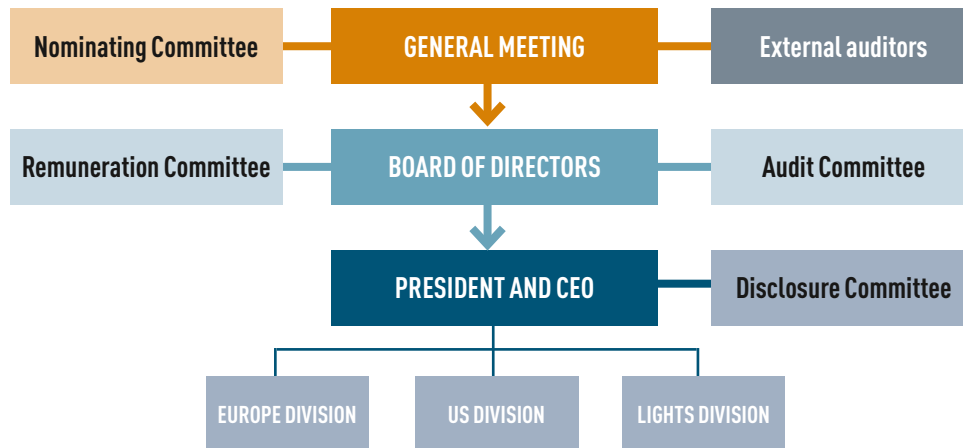 Nominating Committee
GENERAL MEETING
External auditors
Remuneration Committee
BOARD OF DIRECTORS
Audit Committee
PRESIDENT AND CEO
Disclosure Committee
EUROPE DIVISION
US DIVISION
LIGHTS DIVISION